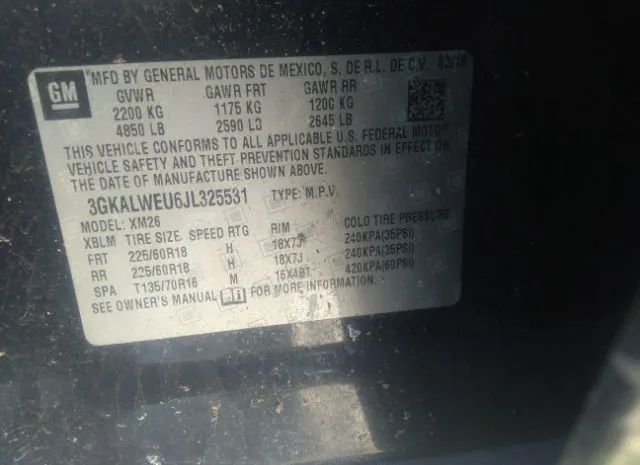 GM
MFD BY GENERAL MOTORS DE MEXICO, S. DE R.L. DE C.V. 03/18
GVWR GAWR FRT GAWR RR
2200 KG 1175 KG 1200 KG
4850 LB 2590 LB 2645 LB
THIS VEHICLE CONFORMS TO ALL APPLICABLE U.S. FEDERAL MOTOR
VEHICLE SAFETY AND THEFT PREVENTION STANDARDS IN EFFECT ON
THE DATE OF MANUFACTURE SHOWN ABOVE.
3GKALWEU6JL325531 TYPE: M.P.V
MODEL: XM26
XBLM TIRE SIZE SPEED RTG RIM COLD TIRE PRESSURE
FRT 225/60R18 H 18X7J 240KPA(35PSI)
RR 225/60R18 H 18X7J 240KPA(35PSI)
SPA T135/70R16 M 16X4BT 420KPA(60PSI)
SEE OWNER'S MANUAL FOR MORE INFORMATION.